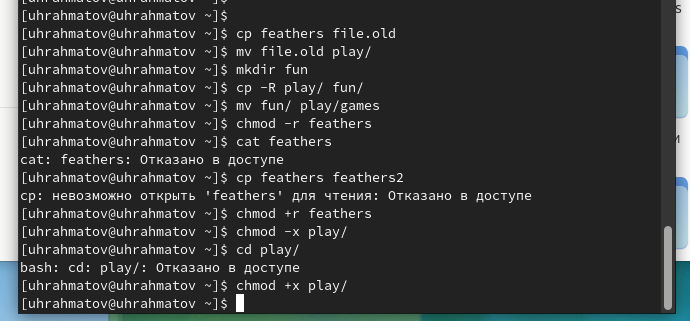 [uhrahmatov@uhrahmatov ~]$
[uhrahmatov@uhrahmatov ~]$ cp feathers file.old
[uhrahmatov@uhrahmatov ~]$ mv file.old play/
[uhrahmatov@uhrahmatov ~]$ mkdir fun
[uhrahmatov@uhrahmatov ~]$ cp -R play/ fun/
[uhrahmatov@uhrahmatov ~]$ mv fun/ play/games
[uhrahmatov@uhrahmatov ~]$ chmod -r feathers
[uhrahmatov@uhrahmatov ~]$ cat feathers
cat: feathers: Отказано в доступе
[uhrahmatov@uhrahmatov ~]$ cp feathers feathers2
cp: невозможно открыть 'feathers' для чтения: Отказано в доступе
[uhrahmatov@uhrahmatov ~]$ chmod +r feathers
[uhrahmatov@uhrahmatov ~]$ chmod -x play/
[uhrahmatov@uhrahmatov ~]$ cd play/
bash: cd: play/: Отказано в доступе
[uhrahmatov@uhrahmatov ~]$ chmod +x play/
[uhrahmatov@uhrahmatov ~]$